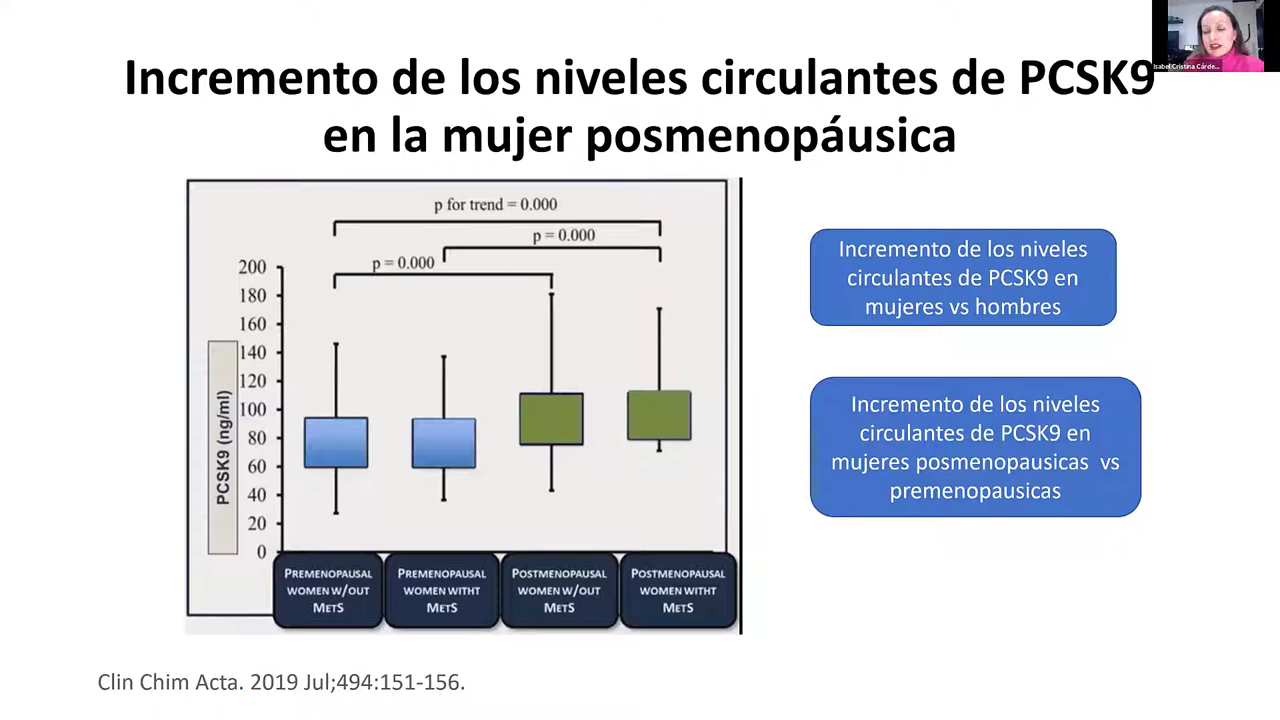 Isabel Cristina Cárde...
Incremento de los niveles circulantes de PCSK9
en la mujer posmenopáusica
p for trend = 0.000
p = 0.000
p = 0.000
200
180
160
140
120
100
80
60
40
20
0
PCSK9 (ng/ml)
PREMENOPAUSAL
WOMEN W/OUT
METS
PREMENOPAUSAL
WOMEN WITHT
METS
POSTMENOPAUSAL
WOMEN W/OUT
METS
POSTMENOPAUSAL
WOMEN WITHT
METS
Incremento de los niveles
circulantes de PCSK9 en
mujeres vs hombres
Incremento de los niveles
circulantes de PCSK9 en
mujeres posmenopausicas vs
premenopausicas
Clin Chim Acta. 2019 Jul;494:151-156.